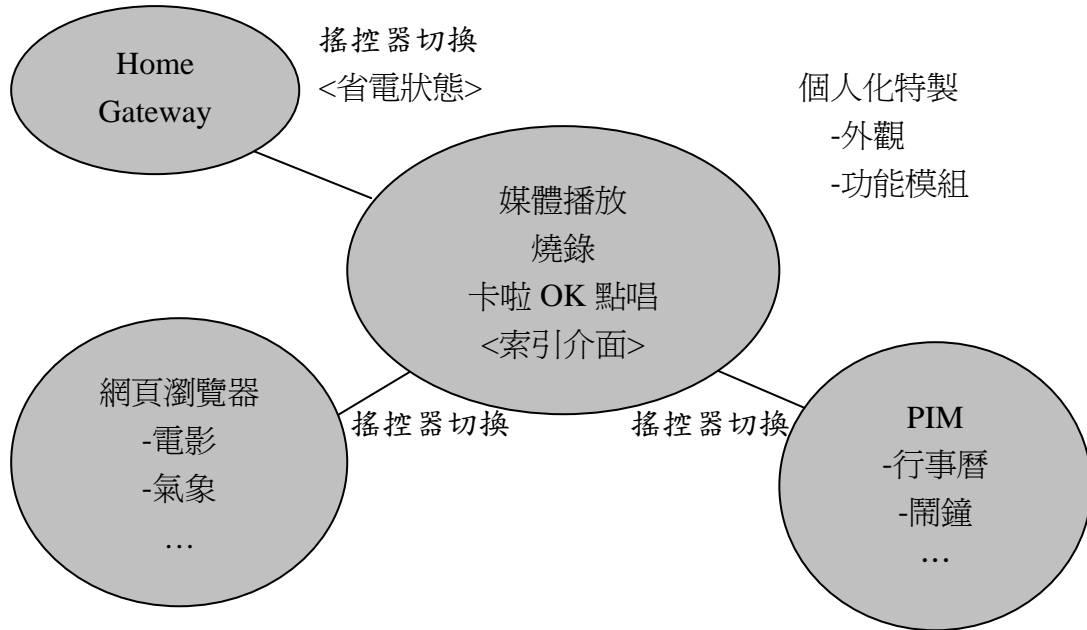 Home
Gateway
搖控器切換
<省電狀態>
個人化特製
-外觀
-功能模組
媒體播放
燒錄
卡啦 OK 點唱
<索引介面>
網頁瀏覽器
-電影
-氣象
…
搖控器切換
搖控器切換
PIM
-行事曆
-鬧鐘
…